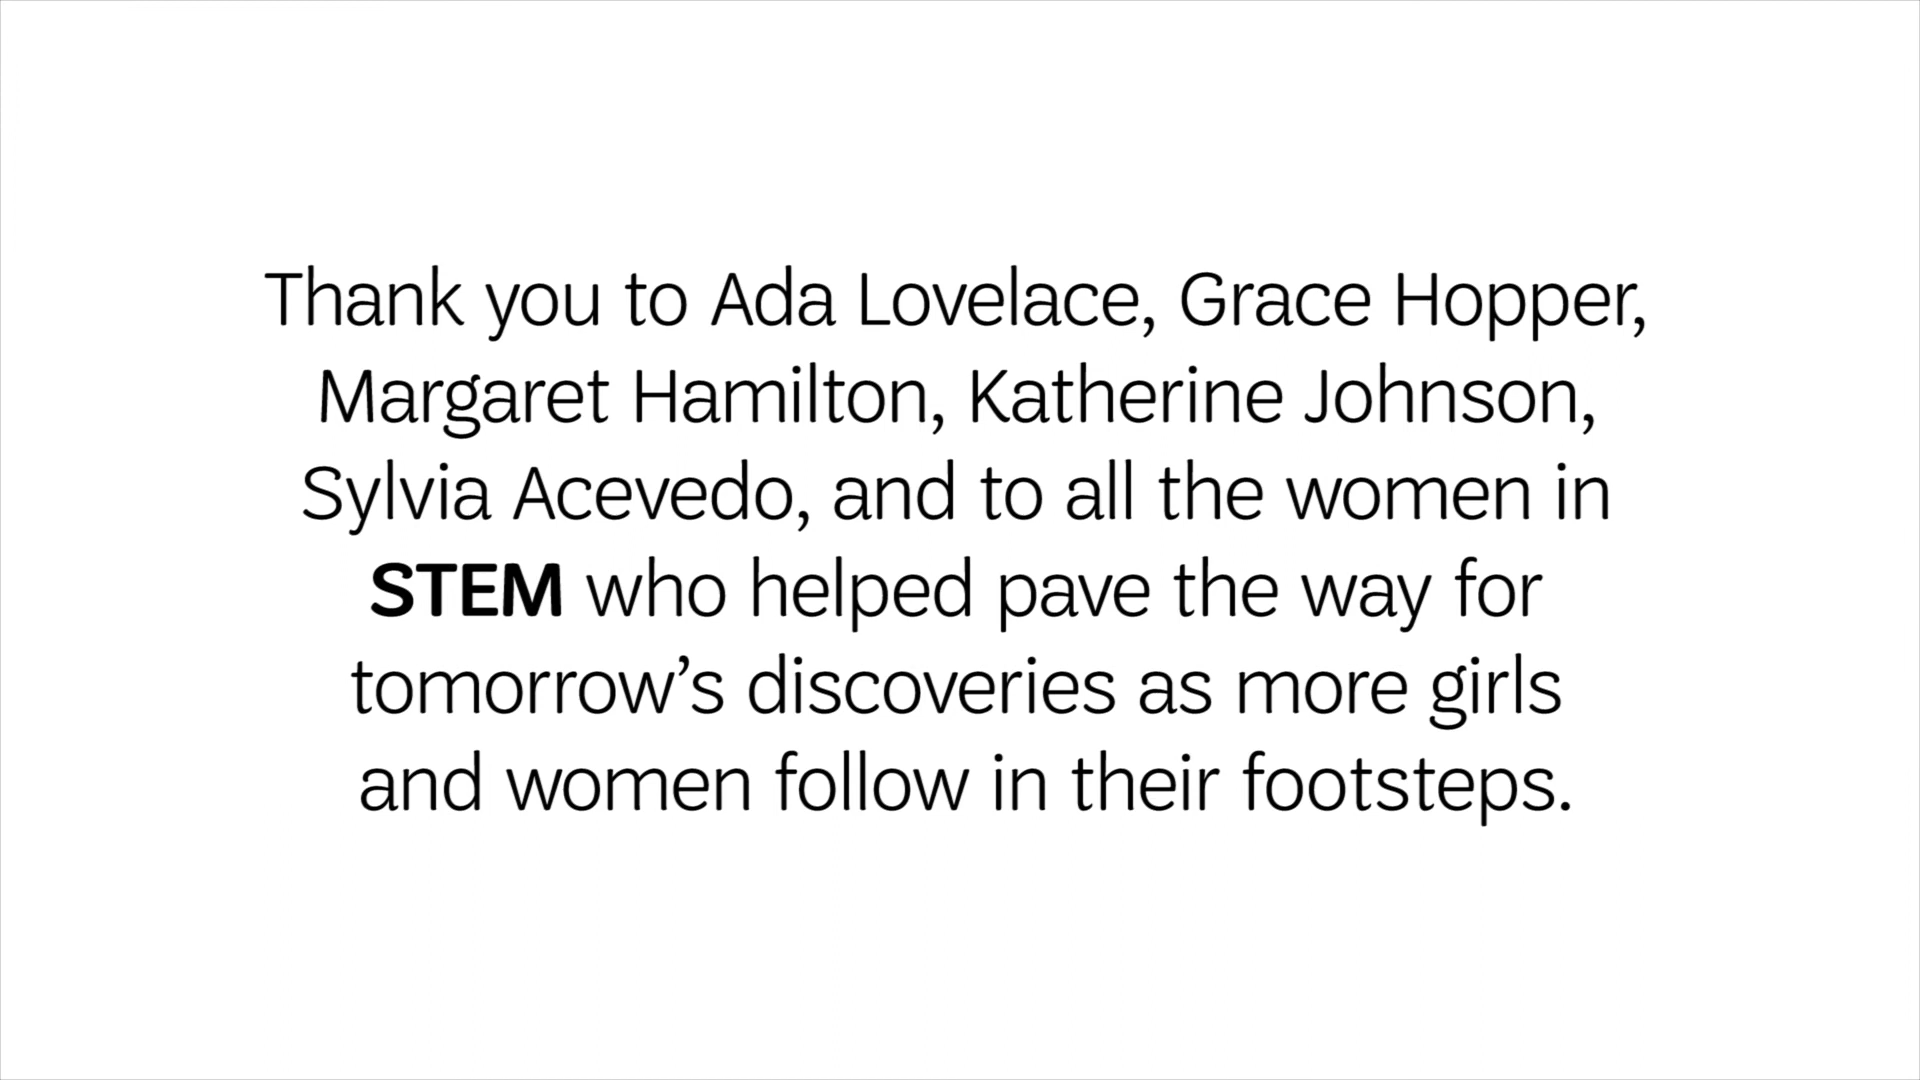 Thank you to Ada Lovelace, Grace Hopper,
Margaret Hamilton, Katherine Johnson,
Sylvia Acevedo, and to all the women in
STEM who helped pave the way for
tomorrow’s discoveries as more girls
and women follow in their footsteps.